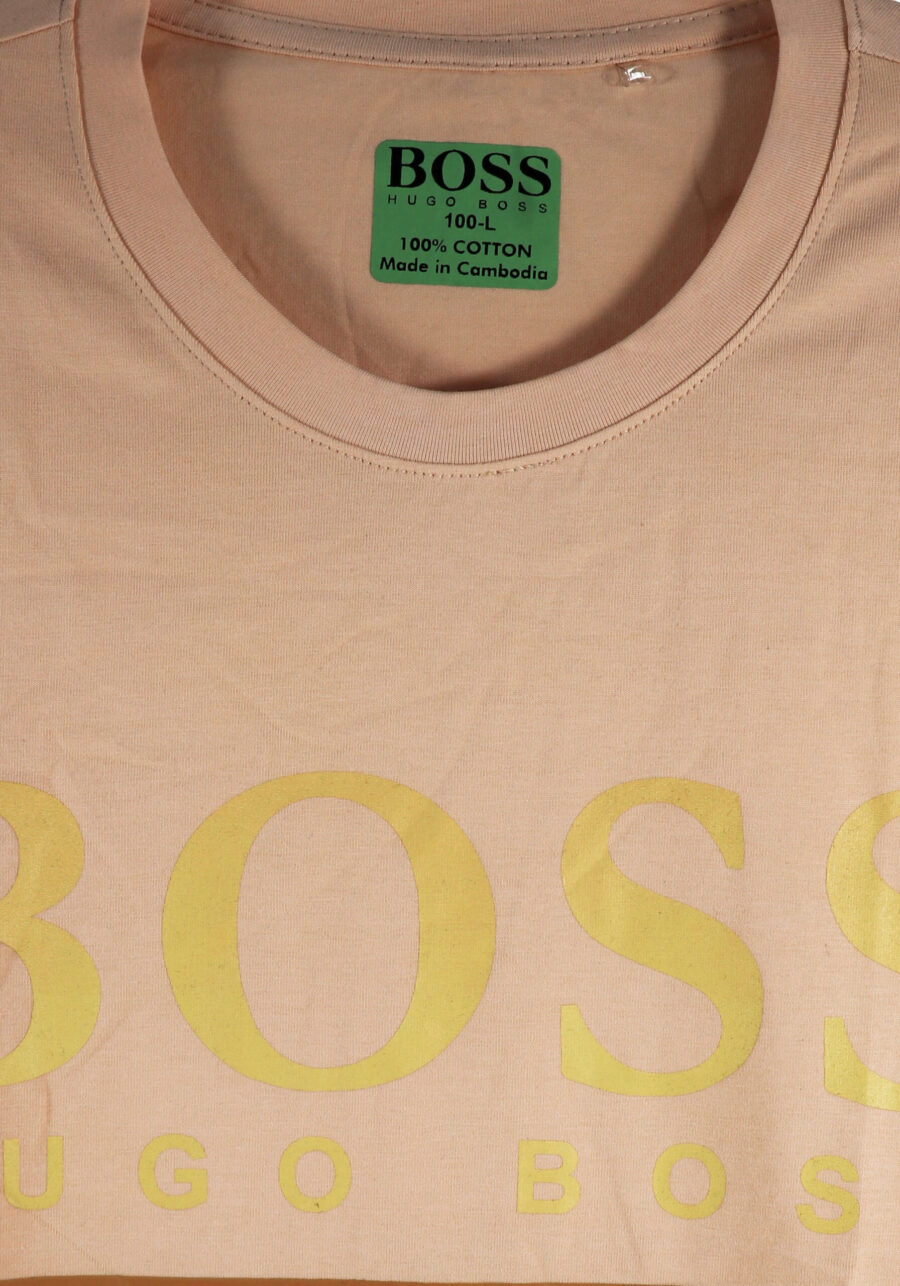 BOSS
HUGO BOSS
100-L
100% COTTON
Made in Cambodia
BOSS
UGO BOS